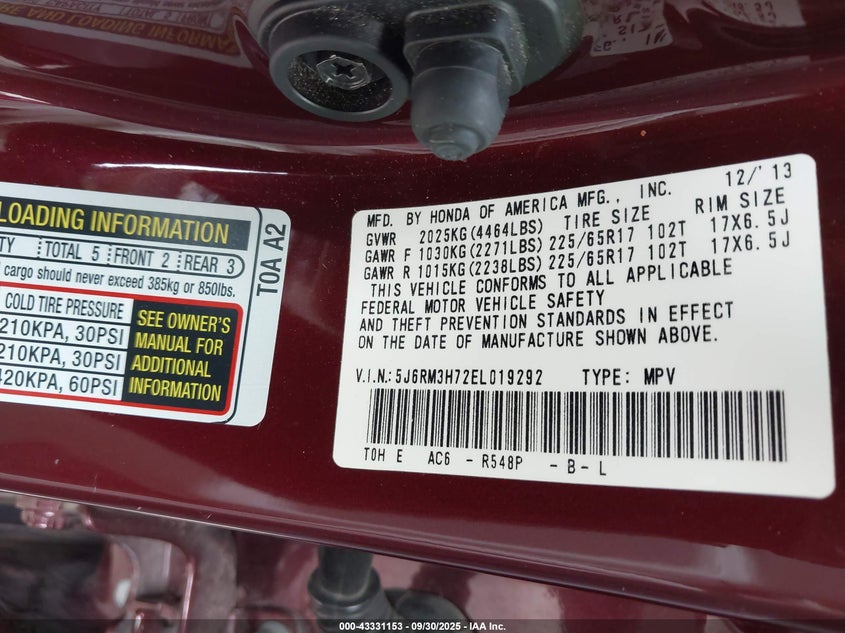 LOADING INFORMATION
TOTAL 5 FRONT 2 REAR 3
cargo should never exceed 385kg or 850lbs.
COLD TIRE PRESSURE
210KPA, 30PSI
210KPA, 30PSI
420KPA, 60PSI
SEE OWNER'S
MANUAL FOR
ADDITIONAL
INFORMATION
TOA A2
12/'13
MFD. BY HONDA OF AMERICA MFG., INC.
GVWR 2025KG(4464LBS) TIRE SIZE RIM SIZE
GAWR F 1030KG(2271LBS) 225/65R17 102T 17X6.5J
GAWR R 1015KG(2238LBS) 225/65R17 102T 17X6.5J
THIS VEHICLE CONFORMS TO ALL APPLICABLE
FEDERAL MOTOR VEHICLE SAFETY
AND THEFT PREVENTION STANDARDS IN EFFECT
ON THE DATE OF MANUFACTURE SHOWN ABOVE.
V.I.N.:5J6RM3H72EL019292 TYPE: MPV
TOH E AC6 - R548P - B - L
000-43331153 - 09/30/2025 - IAA Inc.